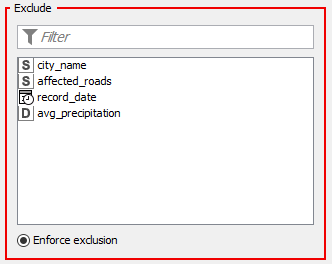 Exclude
Filter
S city_name
S affected_roads
record_date
D avg_precipitation
Enforce exclusion